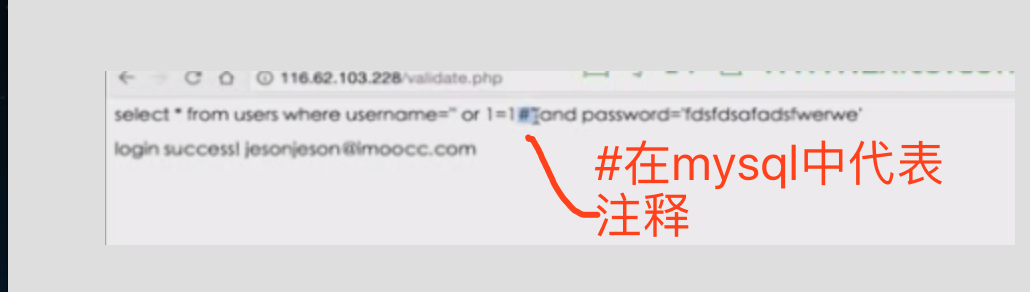 116.62.103.228/validate.php
select * from users where username='' or 1=1#'and password='fdsfdsafadsfwerwe'
login success! jesonjeson@imoocc.com
#在mysql中代表
注释